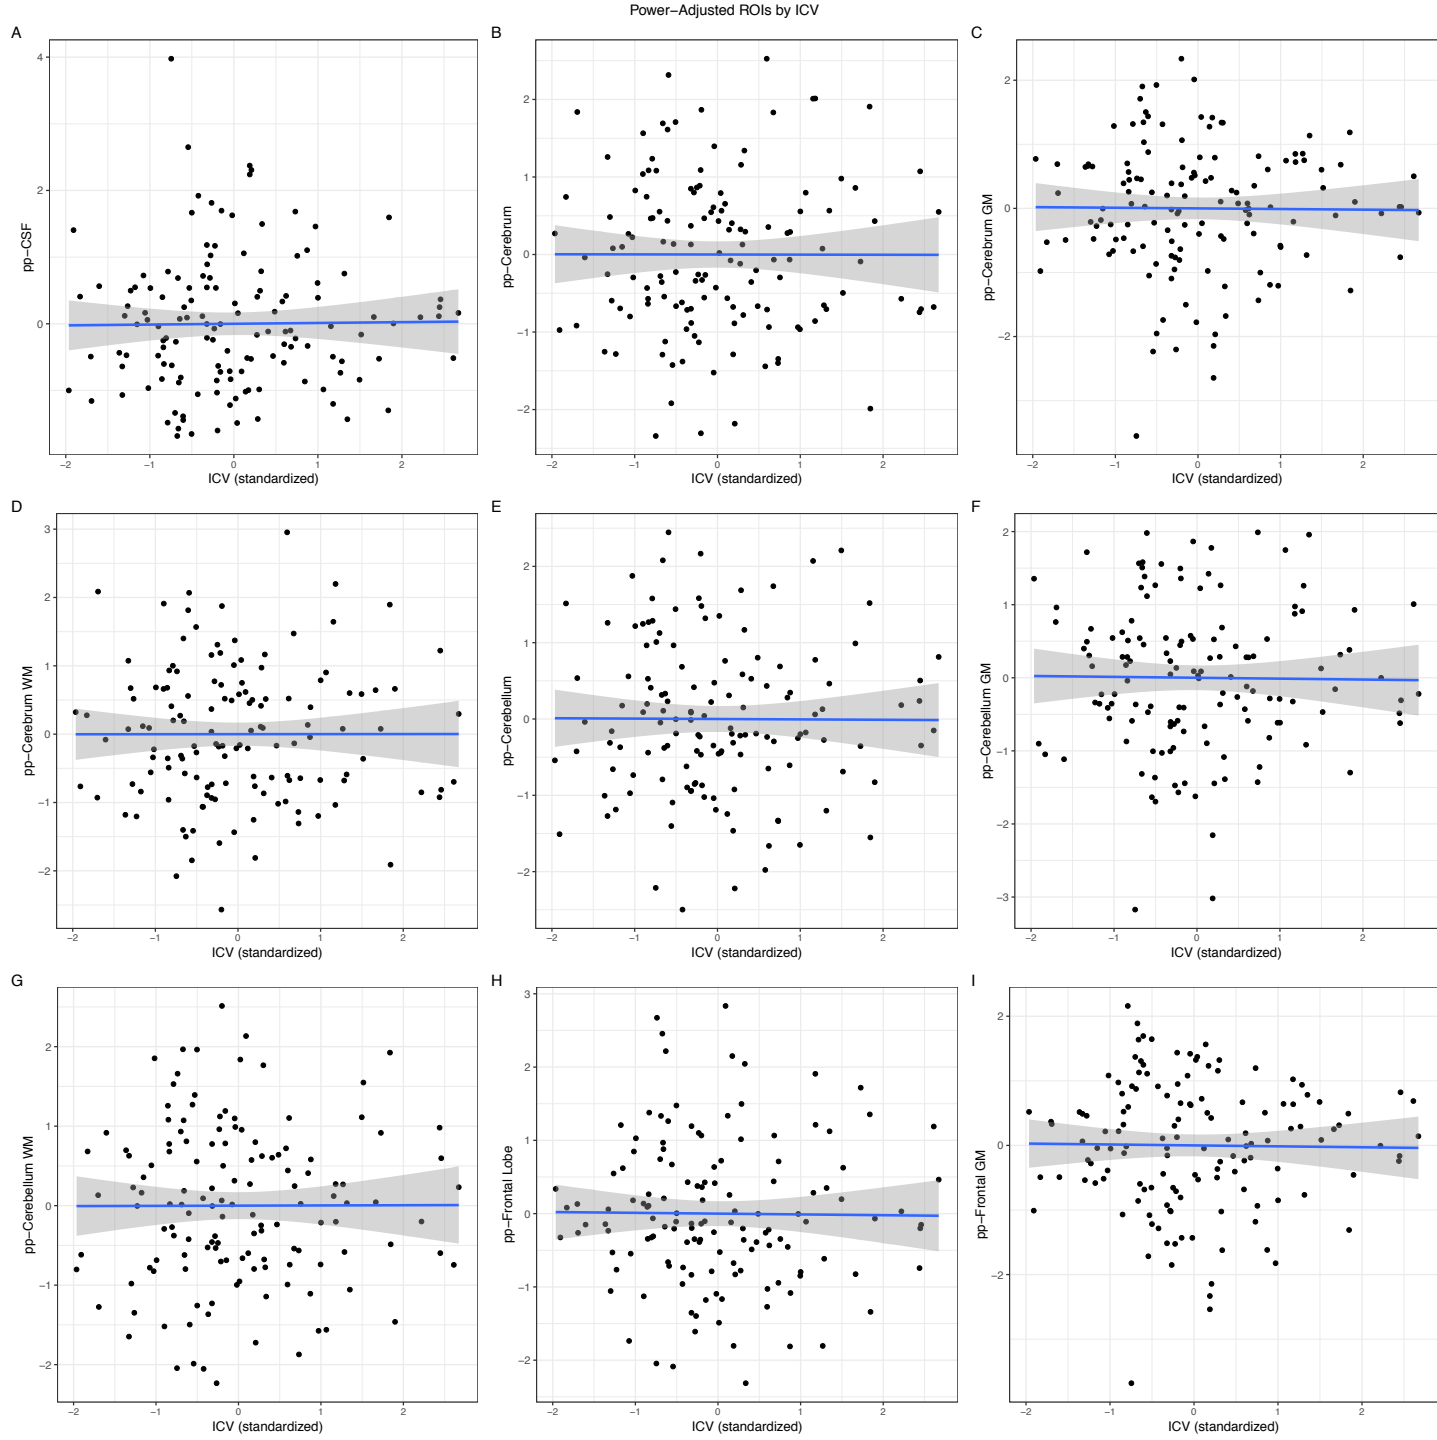 Power−Adjusted ROIs by ICV
A
pp−CSF
4
2
0
−2 −1 0 1 2
ICV (standardized)
B
pp−Cerebrum
2
1
0
−1
−2
−2 −1 0 1 2
ICV (standardized)
C
pp−Cerebrum GM
2
0
−2
−2 −1 0 1 2
ICV (standardized)
D
pp−Cerebrum WM
3
2
1
0
−1
−2
−2 −1 0 1 2
ICV (standardized)
E
pp−Cerebellum
2
1
0
−1
−2
−2 −1 0 1 2
ICV (standardized)
F
pp−Cerebellum GM
2
1
0
−1
−2
−3
−2 −1 0 1 2
ICV (standardized)
G
pp−Cerebellum WM
2
1
0
−1
−2
−2 −1 0 1 2
ICV (standardized)
H
pp−Frontal Lobe
3
2
1
0
−1
−2
−2 −1 0 1 2
ICV (standardized)
I
pp−Frontal GM
2
0
−2
−2 −1 0 1 2
ICV (standardized)